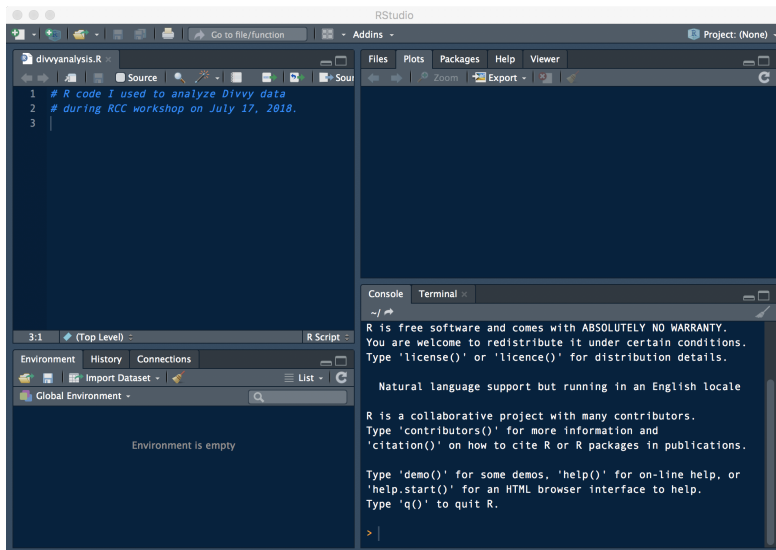 RStudio
Go to file/function
Addins
Project: (None)
divvyanalysis.R
Source
Sour
1 # R code I used to analyze Divvy data
2 # during RCC workshop on July 17, 2018.
3
3:1 (Top Level) R Script
Environment History Connections
Import Dataset List
Global Environment
Environment is empty
Files Plots Packages Help Viewer
Zoom Export
Console Terminal
~/
R is free software and comes with ABSOLUTELY NO WARRANTY.
You are welcome to redistribute it under certain conditions.
Type 'license()' or 'licence()' for distribution details.
Natural language support but running in an English locale
R is a collaborative project with many contributors.
Type 'contributors()' for more information and
'citation()' on how to cite R or R packages in publications.
Type 'demo()' for some demos, 'help()' for on-line help, or
'help.start()' for an HTML browser interface to help.
Type 'q()' to quit R.
>